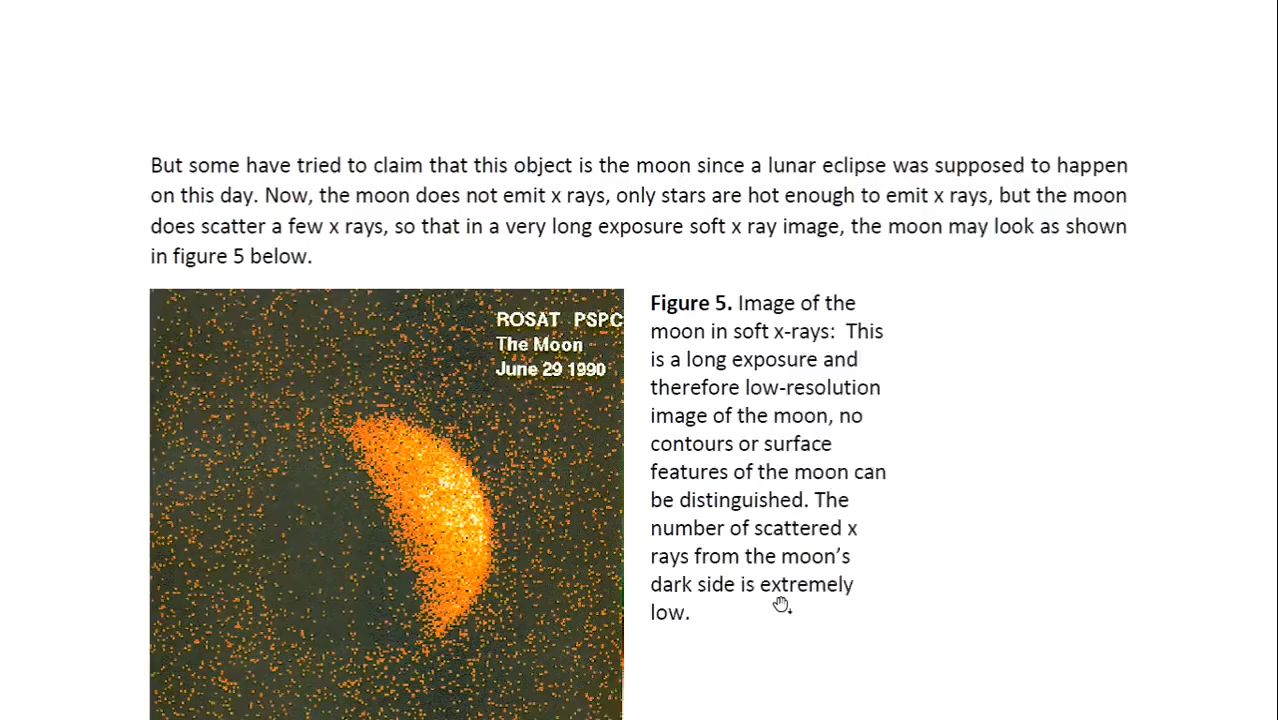 But some have tried to claim that this object is the moon since a lunar eclipse was supposed to happen
on this day. Now, the moon does not emit x rays, only stars are hot enough to emit x rays, but the moon
does scatter a few x rays, so that in a very long exposure soft x ray image, the moon may look as shown
in figure 5 below.
ROSAT PSPC
The Moon
June 29 1990
Figure 5. Image of the
moon in soft x-rays:  This
is a long exposure and
therefore low-resolution
image of the moon, no
contours or surface
features of the moon can
be distinguished. The
number of scattered x
rays from the moon’s
dark side is extremely
low.